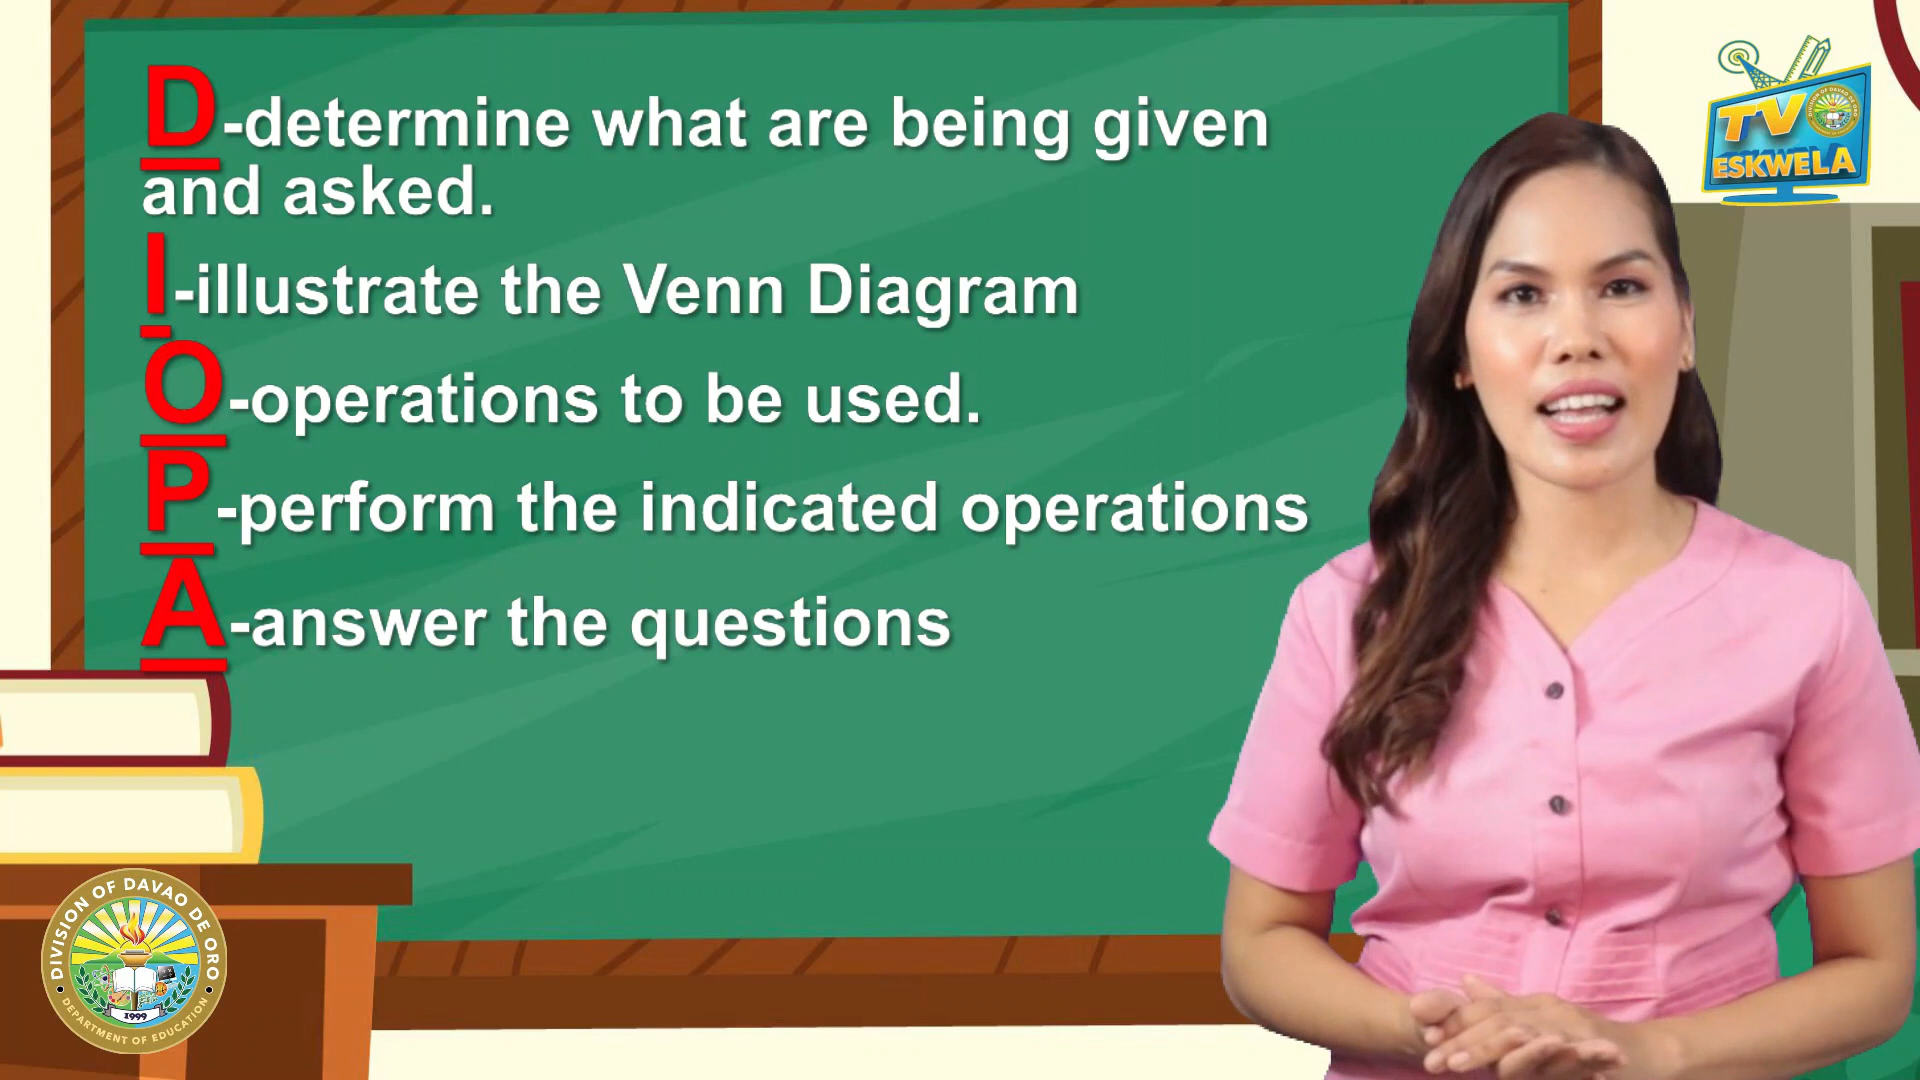 D-determine what are being given
and asked.
I-illustrate the Venn Diagram
O-operations to be used.
P-perform the indicated operations
A-answer the questions
TV
ESKWELA
DIVISION OF DAVAO DE ORO
1999
DEPARTMENT OF EDUCATION